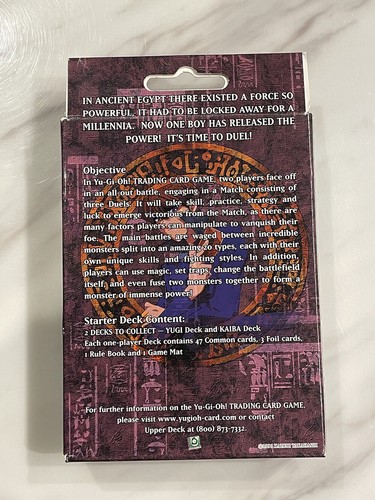 IN ANCIENT EGYPT THERE EXISTED A FORCE SO
POWERFUL, IT HAD TO BE LOCKED AWAY FOR A
MILLENNIA. NOW ONE BOY HAS RELEASED THE
POWER! IT'S TIME TO DUEL!
Objective
In Yu-Gi-Oh! TRADING CARD GAME, two players face off
in an all out battle, engaging in a Match consisting of
three Duels. It will take skill, practice, strategy and
luck to emerge victorious from the Match, as there are
many factors players can manipulate to vanquish their
foe. The main battles are waged between incredible
monsters split into an amazing 20 types, each with their
own unique skills and fighting styles. In addition,
players can use magic, set traps, change the battlefield
itself, and even fuse two monsters together to form a
monster of immense power!
Starter Deck Content:
2 DECKS TO COLLECT — YUGI Deck and KAIBA Deck
Each one-player Deck contains 47 Common cards, 3 Foil cards,
1 Rule Book and 1 Game Mat
For further information on the Yu-Gi-Oh! TRADING CARD GAME,
please visit www.yugioh-card.com or contact
Upper Deck at (800) 873-7332.